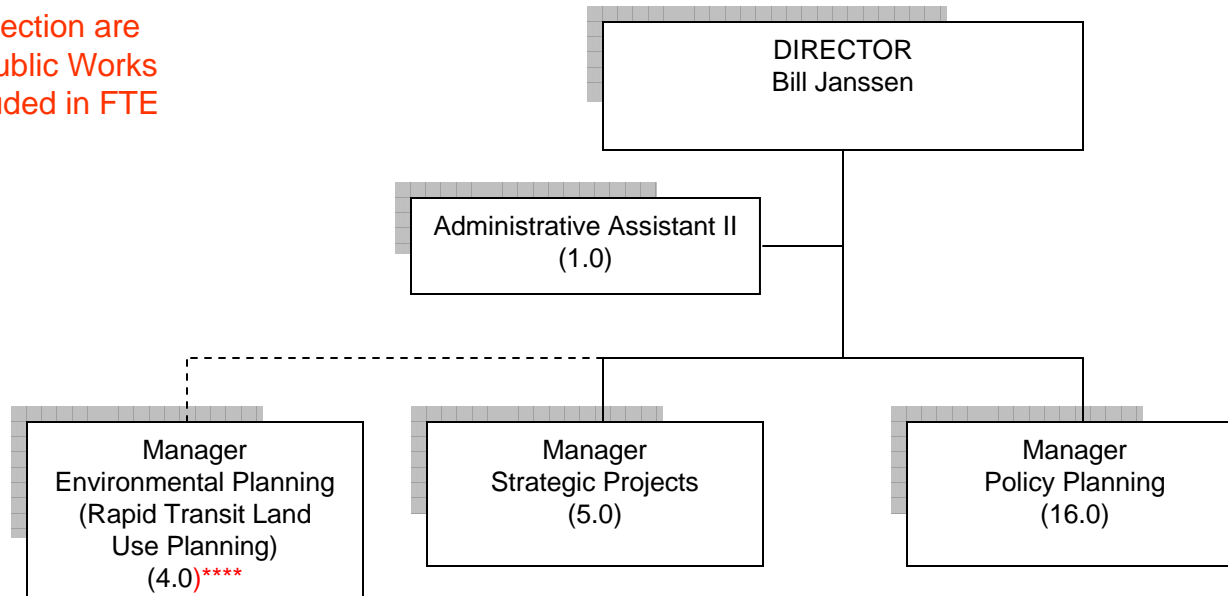 ection are
ublic Works
uded in FTE
DIRECTOR
Bill Janssen
Administrative Assistant II
(1.0)
Manager
Environmental Planning
(Rapid Transit Land
Use Planning)
(4.0)****
Manager
Strategic Projects
(5.0)
Manager
Policy Planning
(16.0)